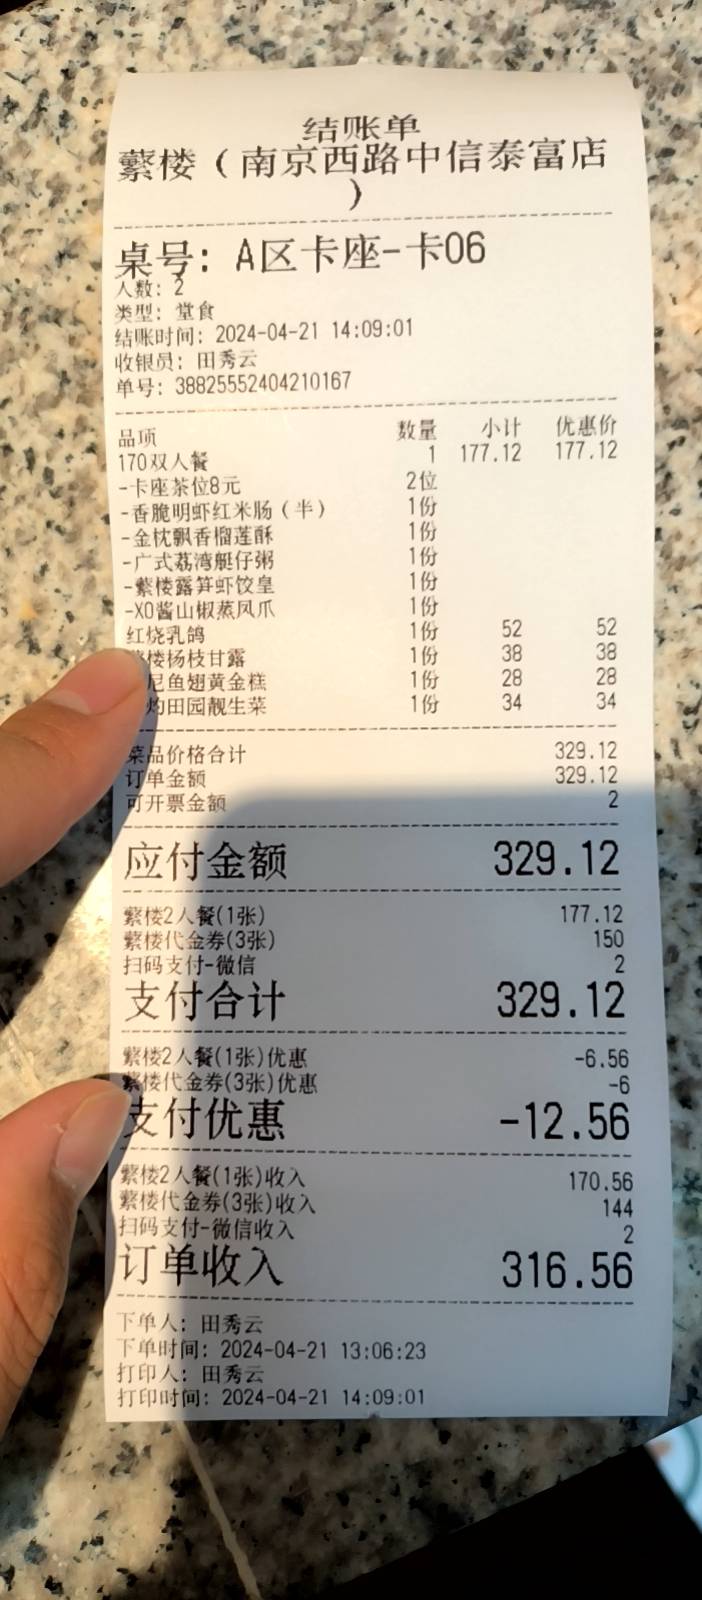 结账单
蘩楼（南京西路中信泰富店
）
桌号: A区卡座-卡06
人数: 2
类型: 堂食
结账时间: 2024-04-21 14:09:01
收银员: 田秀云
单号: 38825552404210167
品项 数量 小计 优惠价
170双人餐 1 177.12 177.12
-卡座茶位8元 2位
-香脆明虾红米肠（半） 1份
-金枕飘香榴莲酥 1份
-广式荔湾艇仔粥 1份
-蘩楼露笋虾饺皇 1份
-XO酱山椒蒸凤爪 1份
红烧乳鸽 1份 52 52
楼杨枝甘露 1份 38 38
尼鱼翅黄金糕 1份 28 28
灼田园靓生菜 1份 34 34
菜品价格合计 329.12
订单金额 329.12
可开票金额 2
应付金额 329.12
蘩楼2人餐(1张) 177.12
蘩楼代金券(3张) 150
扫码支付-微信 2
支付合计 329.12
蘩楼2人餐(1张)优惠 -6.56
蘩楼代金券(3张)优惠 -6
支付优惠 -12.56
蘩楼2人餐(1张)收入 170.56
蘩楼代金券(3张)收入 144
扫码支付-微信收入 2
订单收入 316.56
下单人: 田秀云
下单时间: 2024-04-21 13:06:23
打印人: 田秀云
打印时间: 2024-04-21 14:09:01